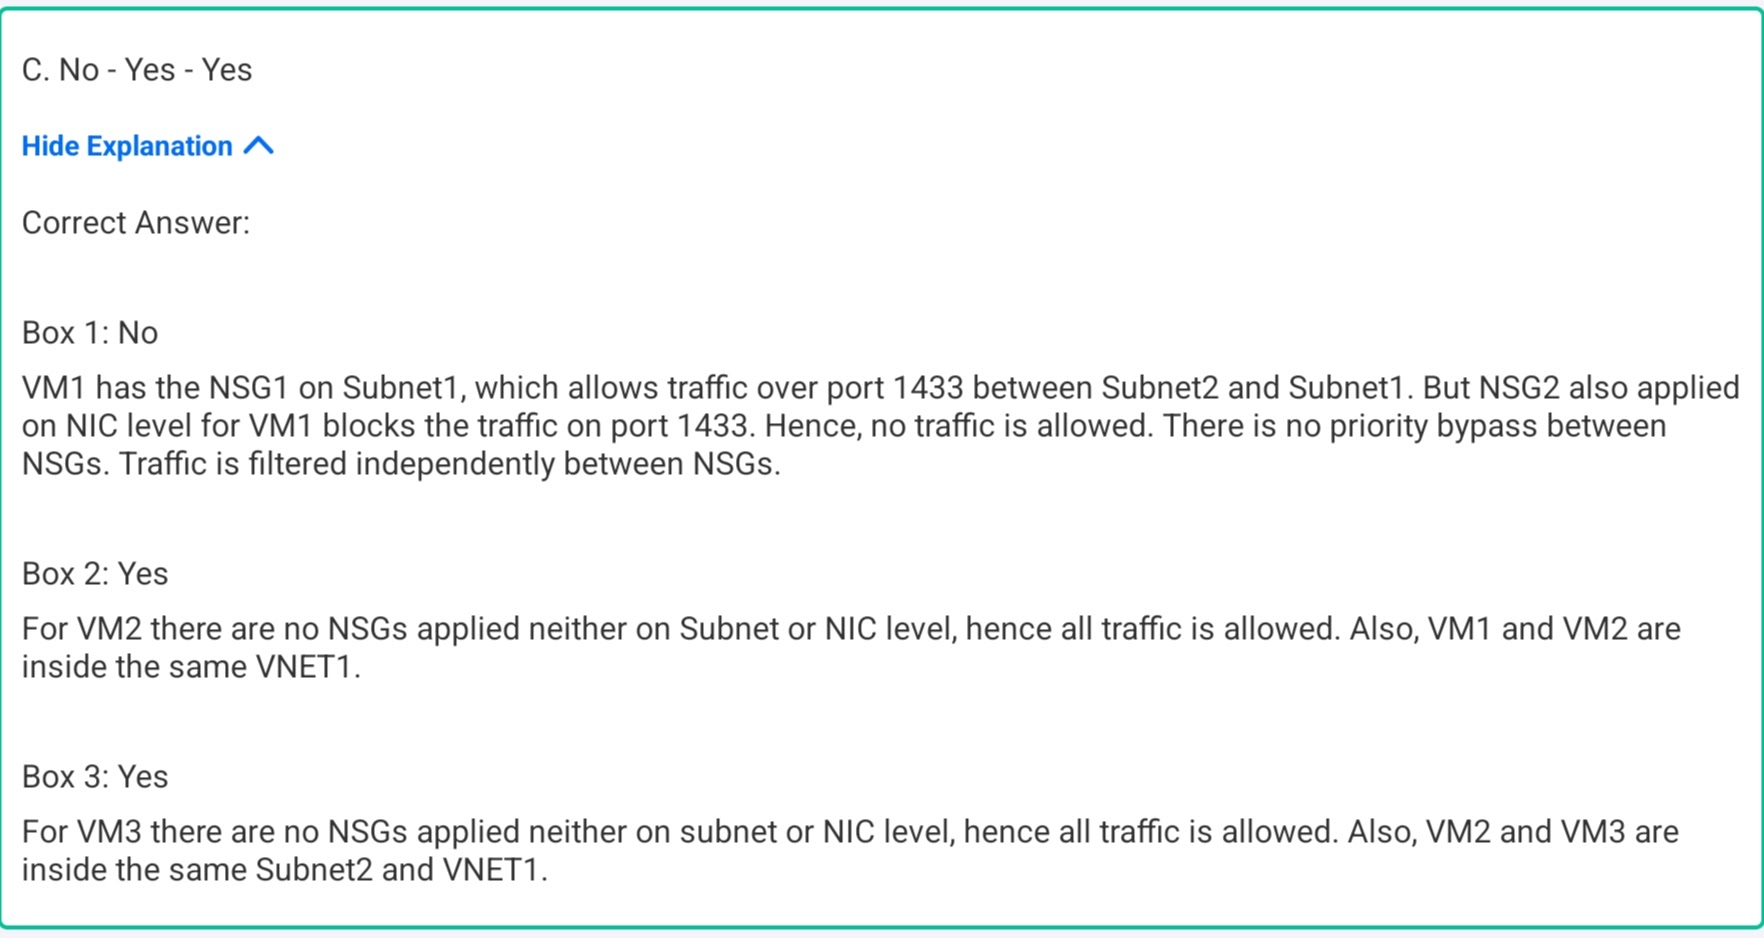 C. No - Yes - Yes
Hide Explanation
Correct Answer:
Box 1: No
VM1 has the NSG1 on Subnet1, which allows traffic over port 1433 between Subnet2 and Subnet1. But NSG2 also applied
on NIC level for VM1 blocks the traffic on port 1433. Hence, no traffic is allowed. There is no priority bypass between
NSGs. Traffic is filtered independently between NSGs.
Box 2: Yes
For VM2 there are no NSGs applied neither on Subnet or NIC level, hence all traffic is allowed. Also, VM1 and VM2 are
inside the same VNET1.
Box 3: Yes
For VM3 there are no NSGs applied neither on subnet or NIC level, hence all traffic is allowed. Also, VM2 and VM3 are
inside the same Subnet2 and VNET1.